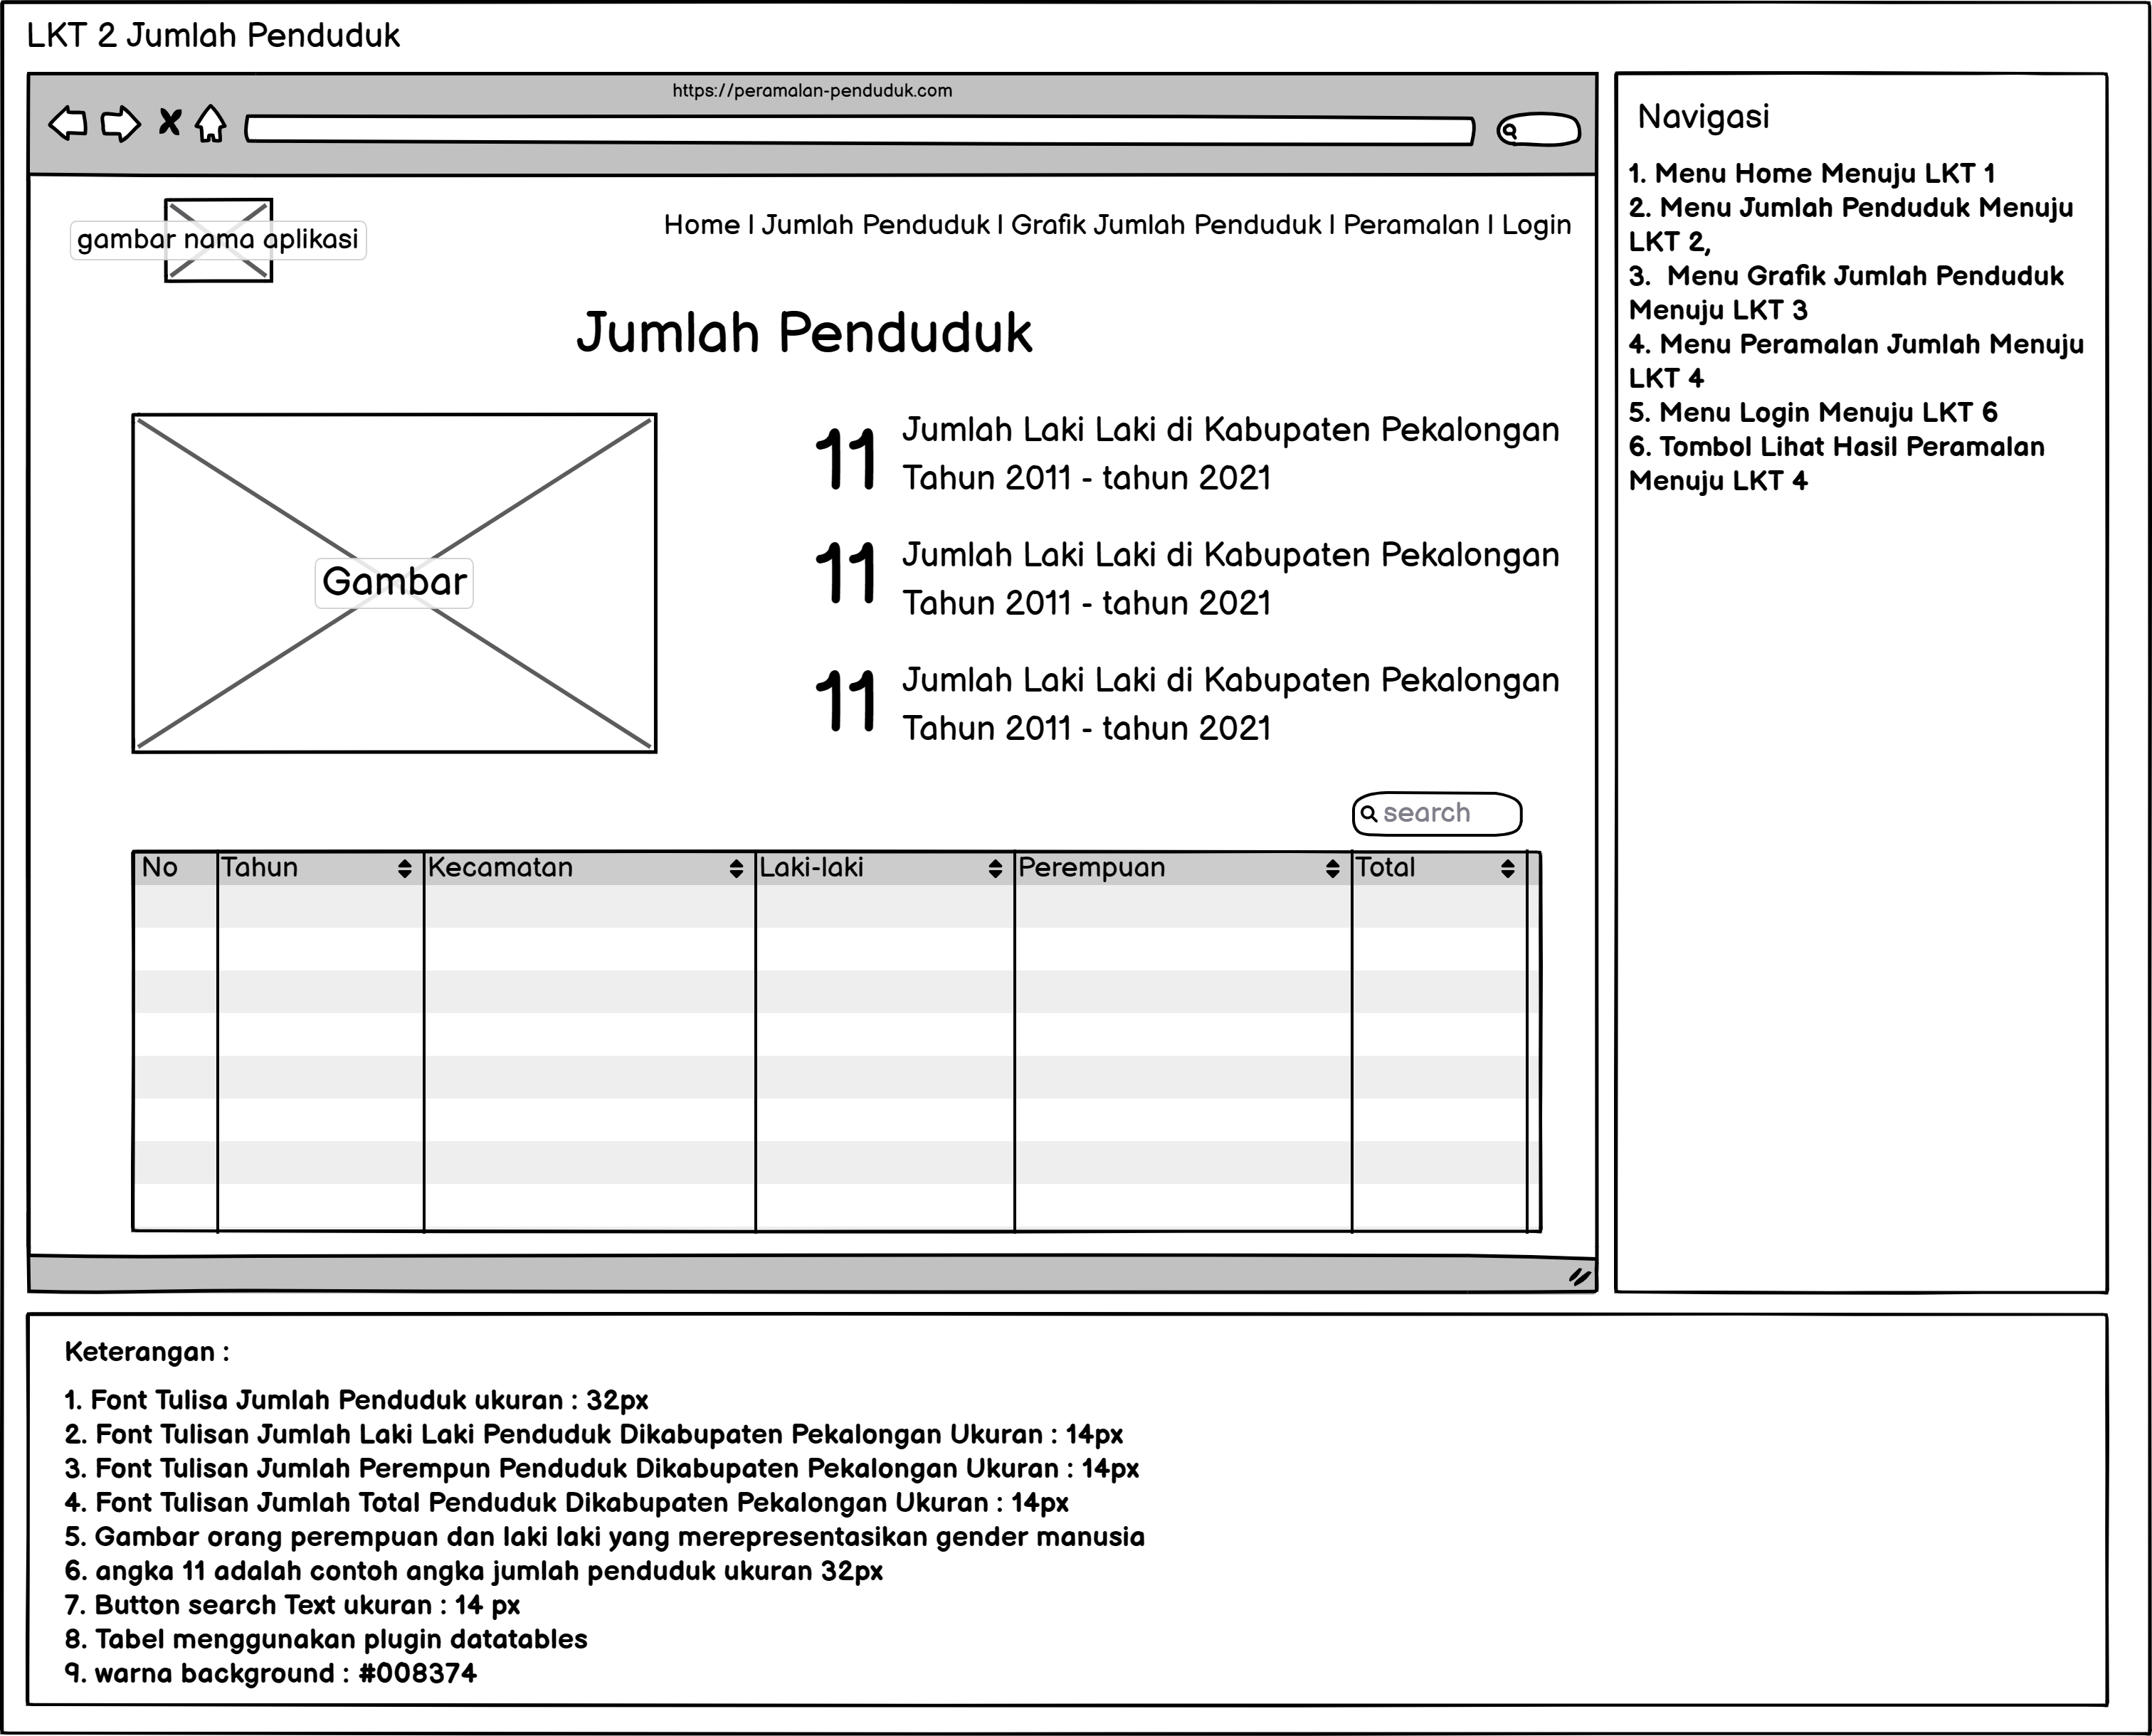 LKT 2 Jumlah Penduduk
https://peramalan-penduduk.com
gambar nama aplikasi
Home | Jumlah Penduduk | Grafik Jumlah Penduduk | Peramalan | Login
Jumlah Penduduk
Gambar
11
Jumlah Laki Laki di Kabupaten Pekalongan
Tahun 2011 - tahun 2021
11
Jumlah Laki Laki di Kabupaten Pekalongan
Tahun 2011 - tahun 2021
11
Jumlah Laki Laki di Kabupaten Pekalongan
Tahun 2011 - tahun 2021
search
No Tahun Kecamatan Laki-laki Perempuan Total
Navigasi
1. Menu Home Menuju LKT 1
2. Menu Jumlah Penduduk Menuju
LKT 2,
3. Menu Grafik Jumlah Penduduk
Menuju LKT 3
4. Menu Peramalan Jumlah Menuju
LKT 4
5. Menu Login Menuju LKT 6
6. Tombol Lihat Hasil Peramalan
Menuju LKT 4
Keterangan :
1. Font Tulisa Jumlah Penduduk ukuran : 32px
2. Font Tulisan Jumlah Laki Laki Penduduk Dikabupaten Pekalongan Ukuran : 14px
3. Font Tulisan Jumlah Perempun Penduduk Dikabupaten Pekalongan Ukuran : 14px
4. Font Tulisan Jumlah Total Penduduk Dikabupaten Pekalongan Ukuran : 14px
5. Gambar orang perempuan dan laki laki yang merepresentasikan gender manusia
6. angka 11 adalah contoh angka jumlah penduduk ukuran 32px
7. Button search Text ukuran : 14 px
8. Tabel menggunakan plugin datatables
9. warna background : #008374